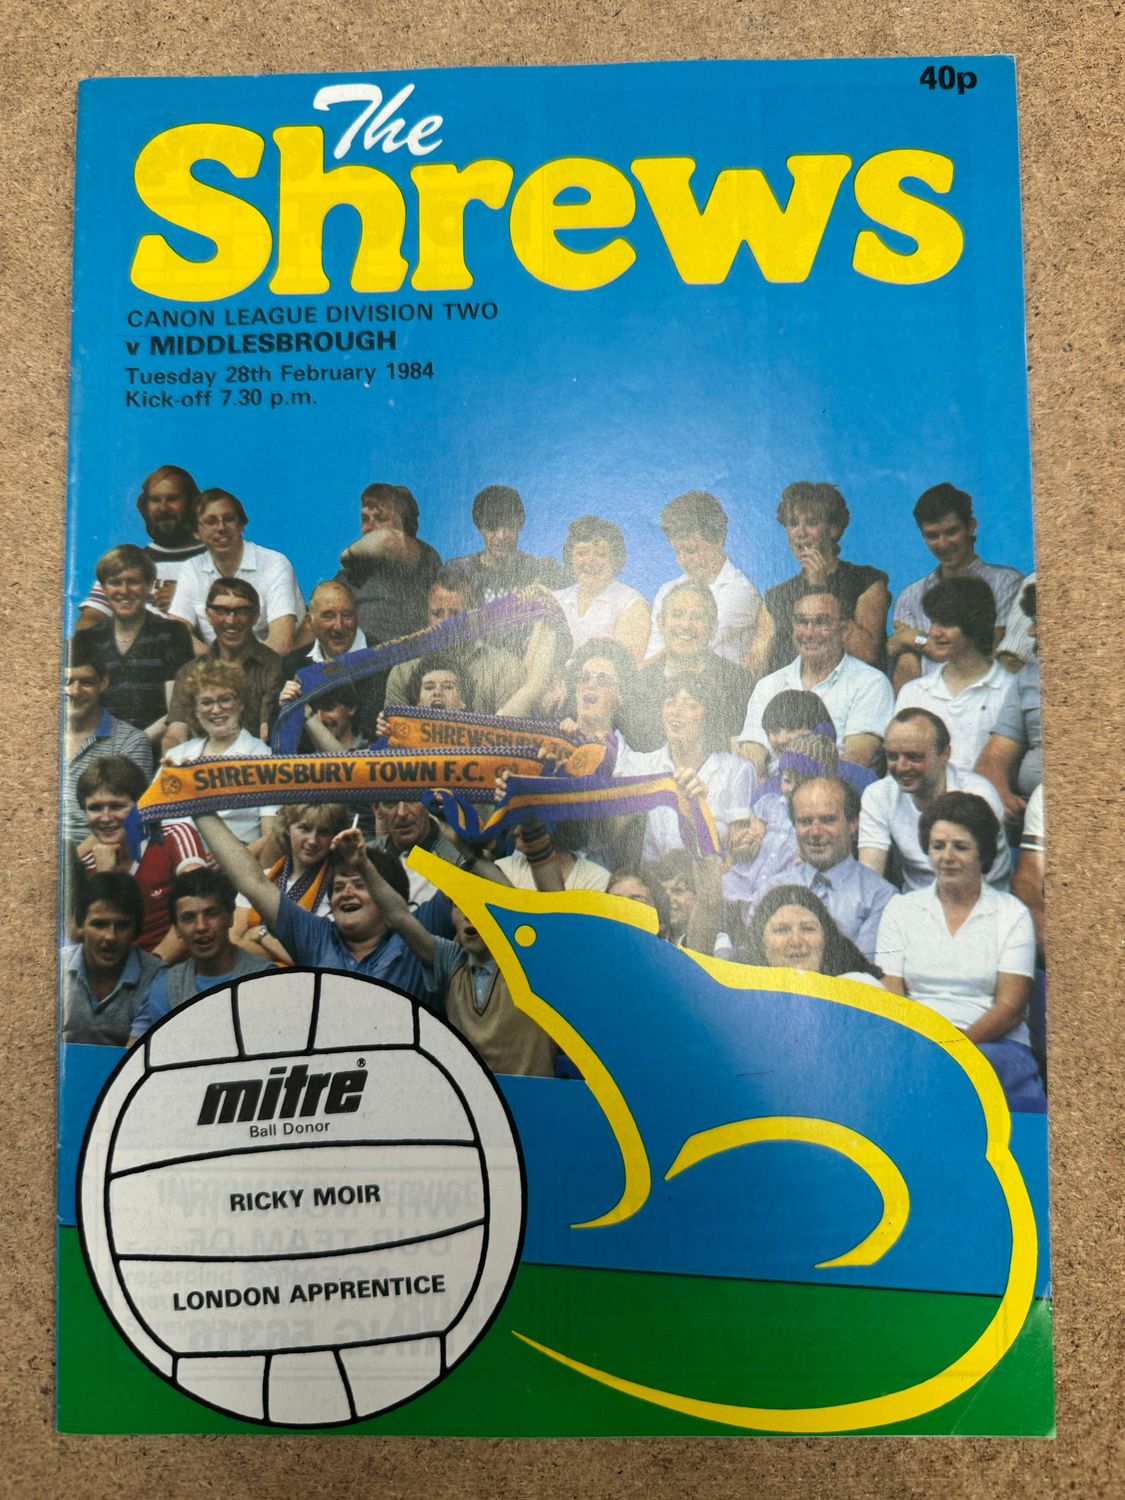 40p
The
Shrews
CANON LEAGUE DIVISION TWO
v MIDDLESBROUGH
Tuesday 28th February 1984
Kick-off 7.30 p.m.
SHREWSBURY
SHREWSBURY TOWN F.C.
mitre®
Ball Donor
RICKY MOIR
LONDON APPRENTICE